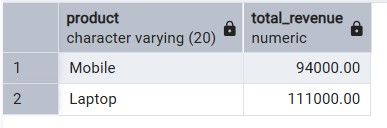 product total_revenue
character varying (20) numeric
1 Mobile 94000.00
2 Laptop 111000.00